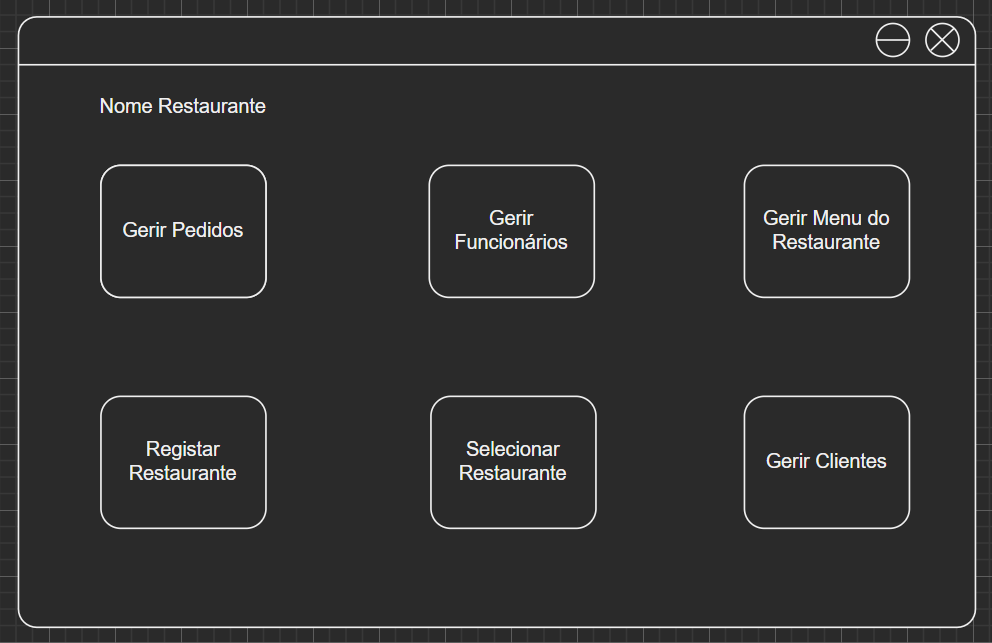 Nome Restaurante
Gerir Pedidos
Gerir
Funcionários
Gerir Menu do
Restaurante
Registar
Restaurante
Selecionar
Restaurante
Gerir Clientes